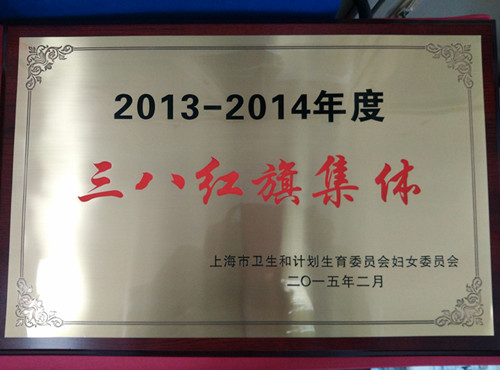 2013-2014年度
三八红旗集体
上海市卫生和计划生育委员会妇女委员会
二〇一五年二月